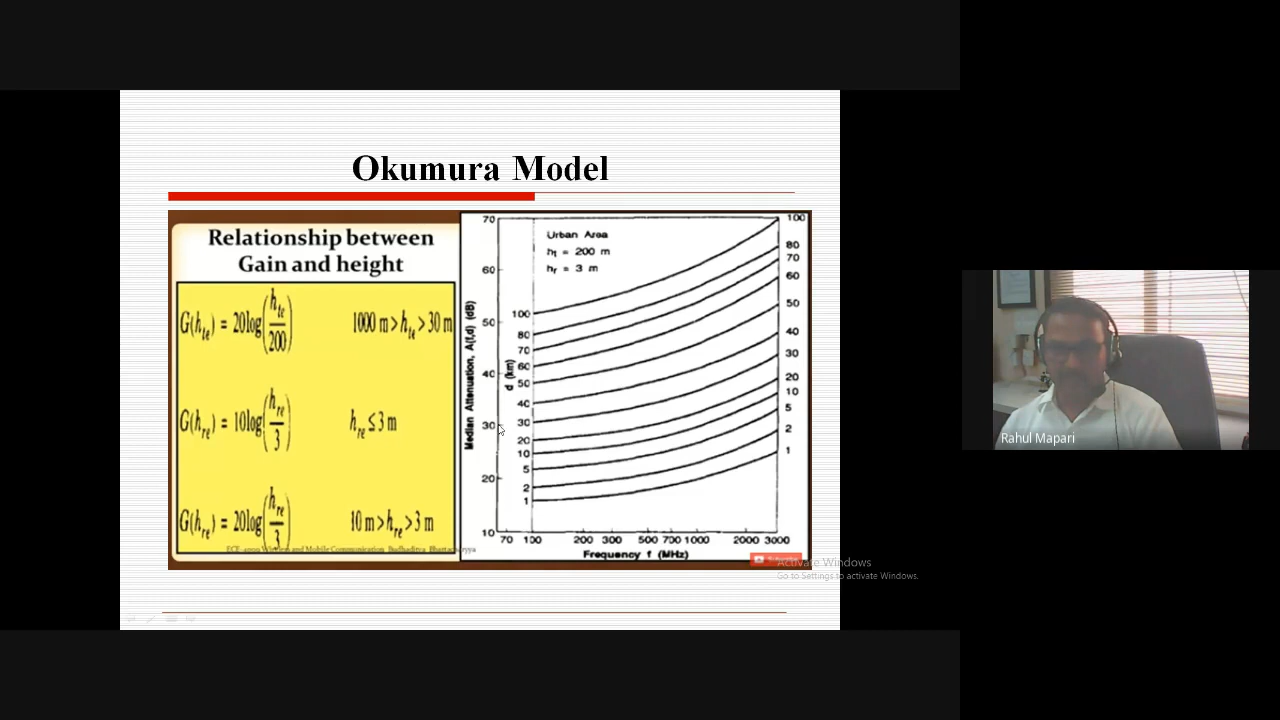 Okumura Model
Relationship between
Gain and height
G(h_te) = 20log(h_te/200) 1000 m>h_te>30 m
G(h_re) = 10log(h_re/3) h_re≤3 m
G(h_re) = 20log(h_re/3) 10 m>h_re>3 m
ECE-4009 Wireless and Mobile Communication Budhaditya Bhattacharyya
Urban Area
h_t = 200 m
h_r = 3 m
Median Attenuation, A(f,d) (dB)
70
60
50
40
30
20
10
d (km)
100
80
70
60
50
40
30
20
10
5
2
1
100
80
70
60
50
40
30
20
10
5
2
1
70 100 200 300 500 700 1000 2000 3000
Frequency f (MHz)
Activate Windows
Go to Settings to activate Windows.
Rahul Mapari